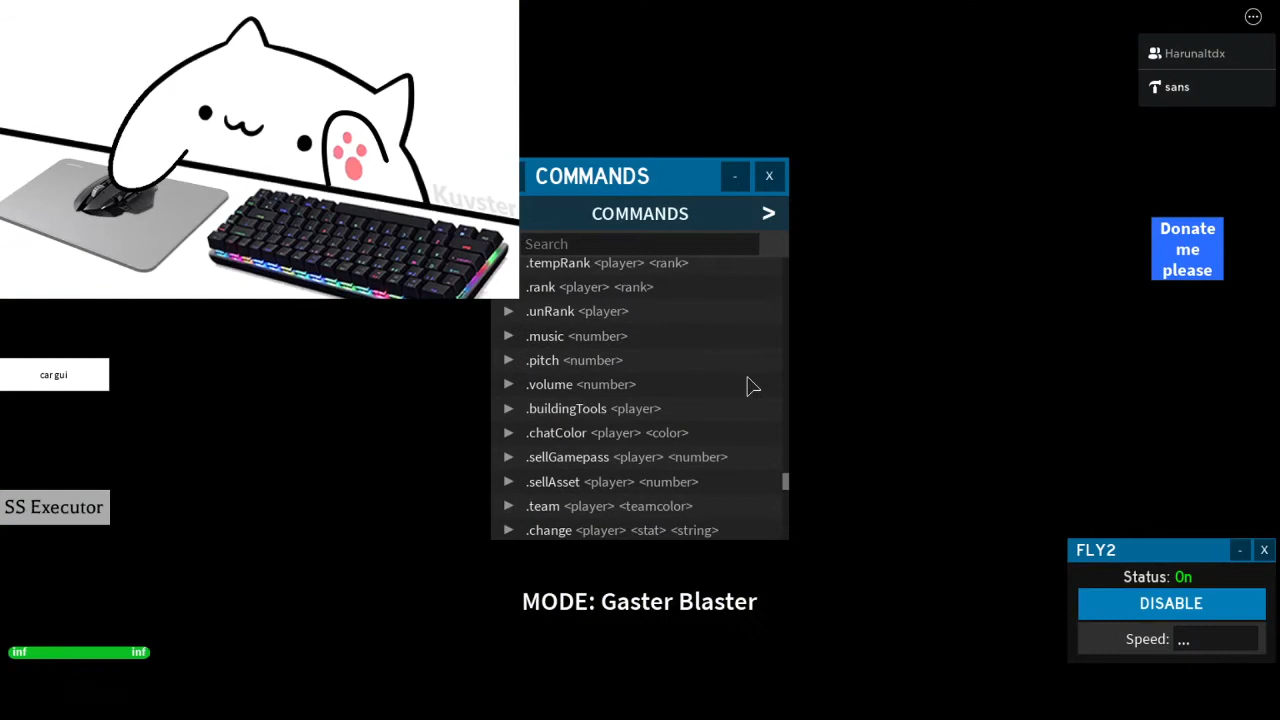 Kuvster
Harunaltdx
sans
COMMANDS
-
X
COMMANDS
>
Search
.tempRank <player> <rank>
.rank <player> <rank>
.unRank <player>
.music <number>
.pitch <number>
.volume <number>
.buildingTools <player>
.chatColor <player> <color>
.sellGamepass <player> <number>
.sellAsset <player> <number>
.team <player> <teamcolor>
.change <player> <stat> <string>
Donate
me
please
car gui
SS Executor
MODE: Gaster Blaster
FLY2
-
X
Status: On
DISABLE
Speed: ...
inf
inf